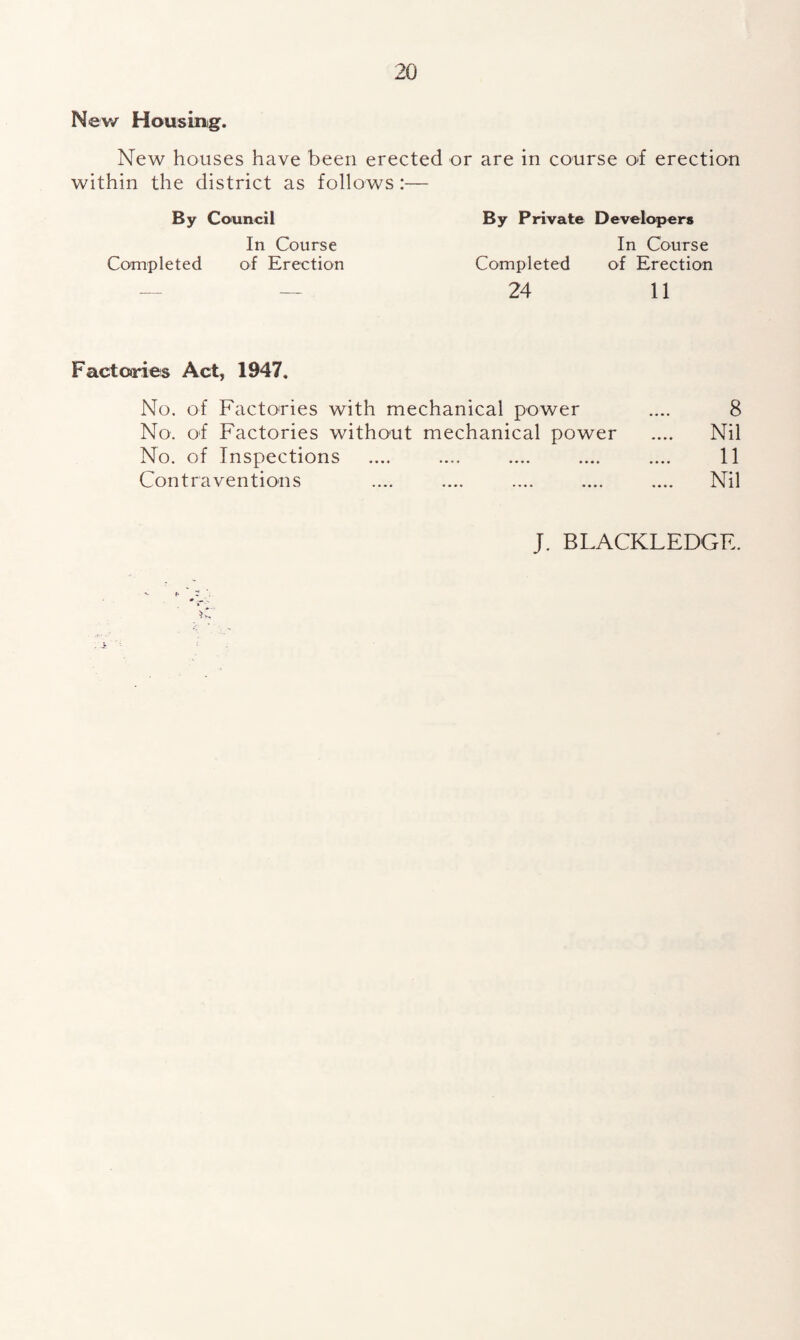 20
New Housing.
New houses have been erected or are in course of erection
within the district as follows :—
By Council By Private Developers
In Course In Course
Completed of Erection Completed of Erection
— — 24 11
Factories Act, 1947.
No. of Factories with mechanical power .... 8
No. of Factories without mechanical power .... Nil
No. of Inspections .... .... .... .... .... 11
Contraventions .... .... .... .... .... Nil
J. BLACKLEDGE.